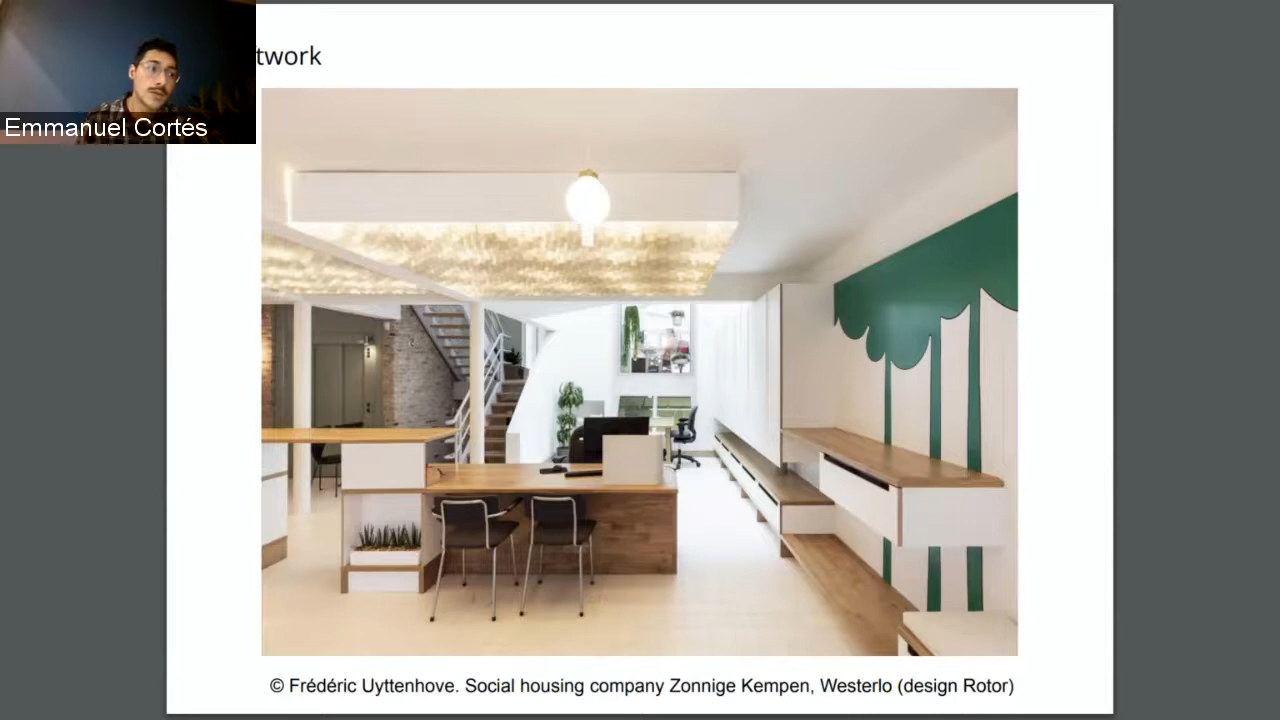 twork
Emmanuel Cortés
© Frédéric Uyttenhove. Social housing company Zonnige Kempen, Westerlo (design Rotor)